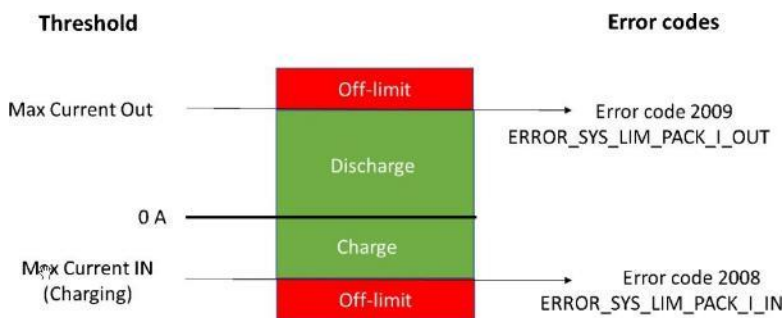 Threshold
Error codes
Off-limit
Max Current Out
Error code 2009
ERROR_SYS_LIM_PACK_I_OUT
Discharge
0 A
Charge
Max Current IN
(Charging)
Error code 2008
ERROR_SYS_LIM_PACK_I_IN
Off-limit